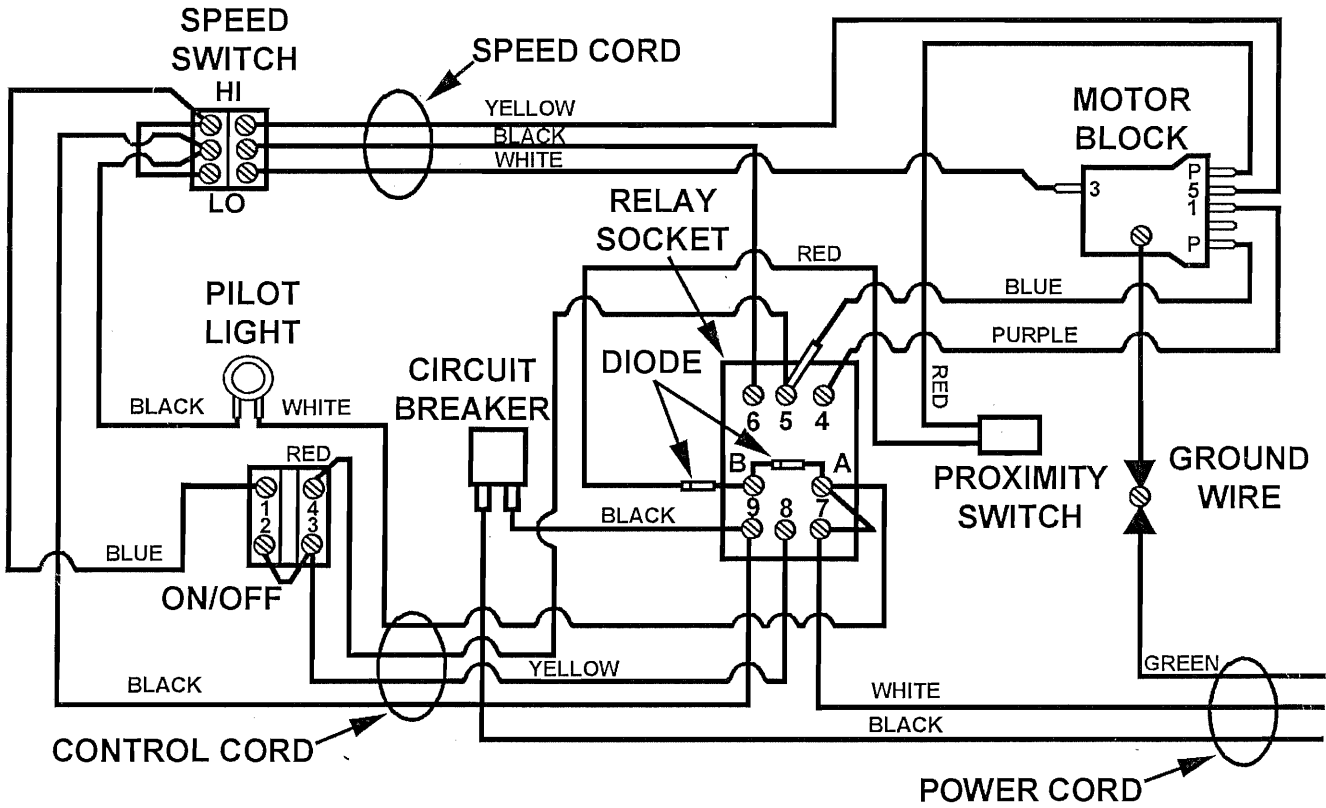 SPEED
SWITCH
HI
LO
SPEED CORD
YELLOW
BLACK
WHITE
MOTOR
BLOCK
P
5
1
P
3
RELAY
SOCKET
RED
BLUE
PURPLE
PILOT
LIGHT
BLACK
WHITE
CIRCUIT
BREAKER
DIODE
6
5
4
B
A
9
8
7
RED
PROXIMITY
SWITCH
GROUND
WIRE
RED
1
4
2
3
BLACK
BLUE
ON/OFF
YELLOW
BLACK
GREEN
WHITE
BLACK
CONTROL CORD
POWER CORD